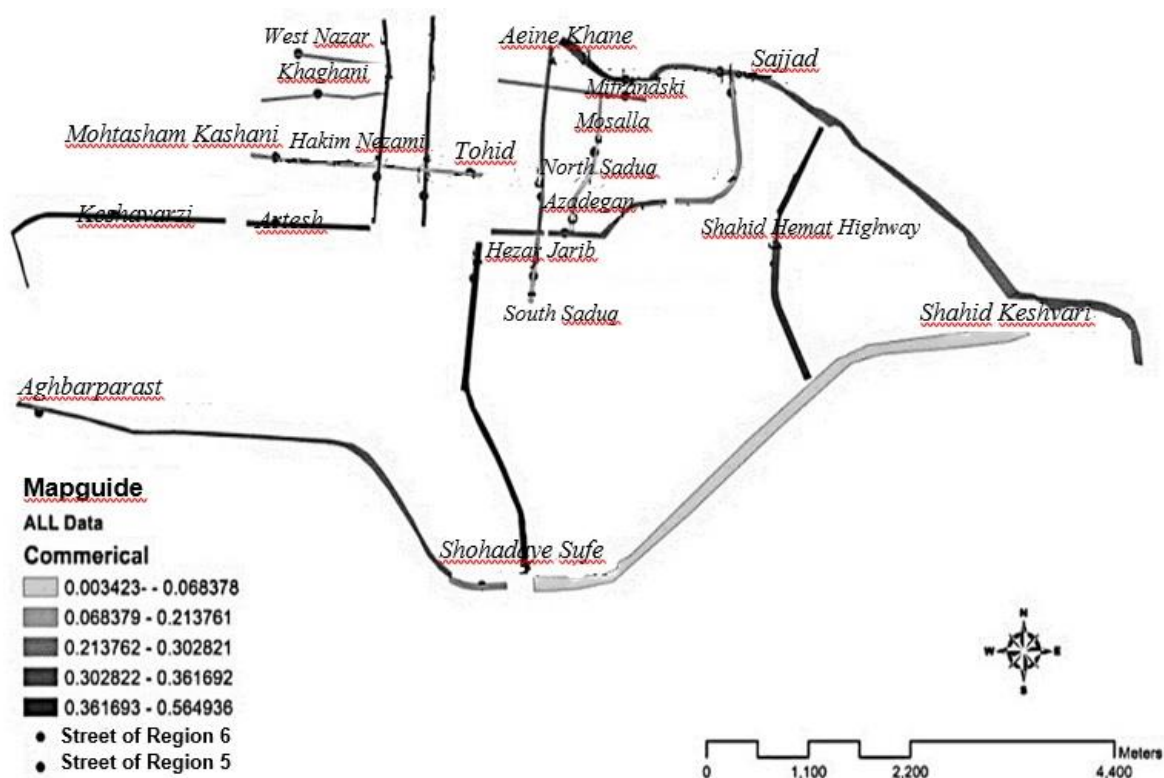 West Nazar
Aeine Khane
Khaghani
Sajjad
Mitrandski
Mohtasham Kashani
Hakim Nezami
Mosalla
Tohid
North Sadug
Keshavarzi
Artesh
Azadegan
Shahid Hemat Highway
Hezar Jarib
South Sadug
Shahid Keshvari
Aghbarparast
Shohadaye Sufe
Mapguide
ALL Data
Commerical
0.003423- - 0.068378
0.068379 - 0.213761
0.213762 - 0.302821
0.302822 - 0.361692
0.361693 - 0.564936
Street of Region 6
Street of Region 5
N
W E
S
Meters
0 1,100 2,200 4,400